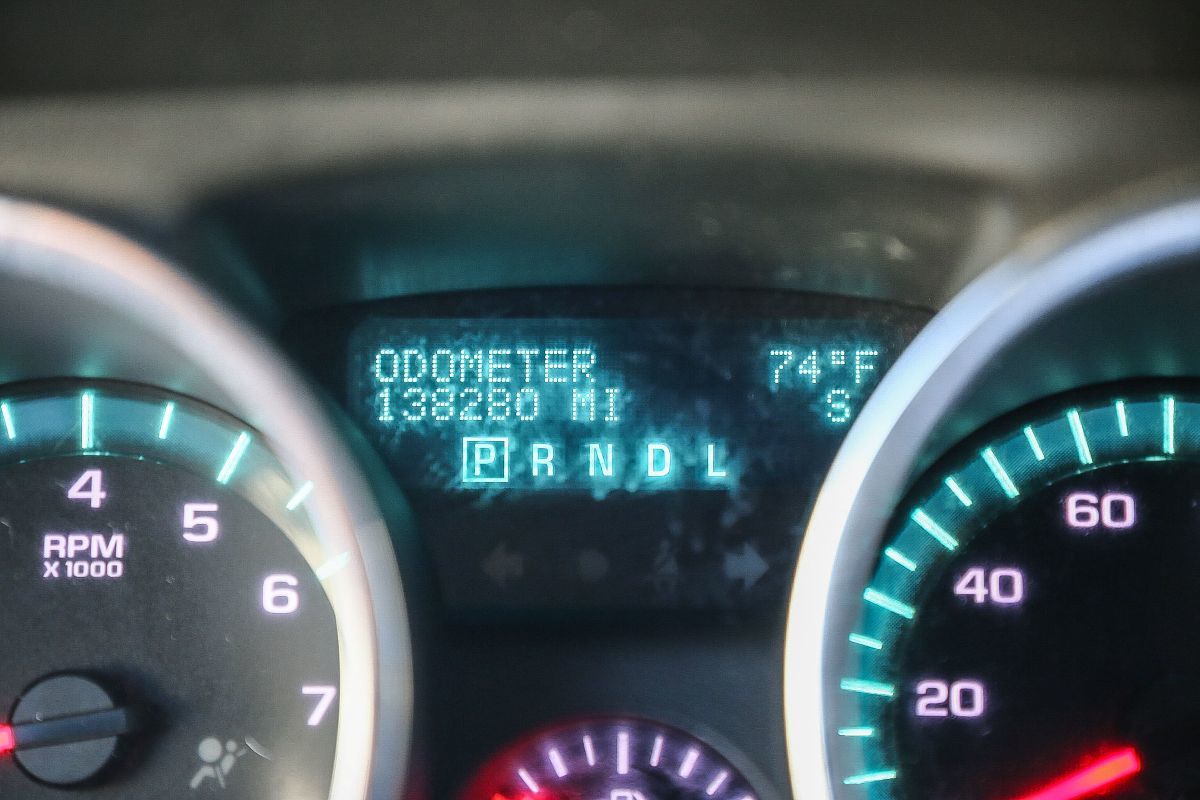 ODOMETER 74°F
138280 MI S
P R N D L
4
5
RPM
X 1000
6
7
60
40
20